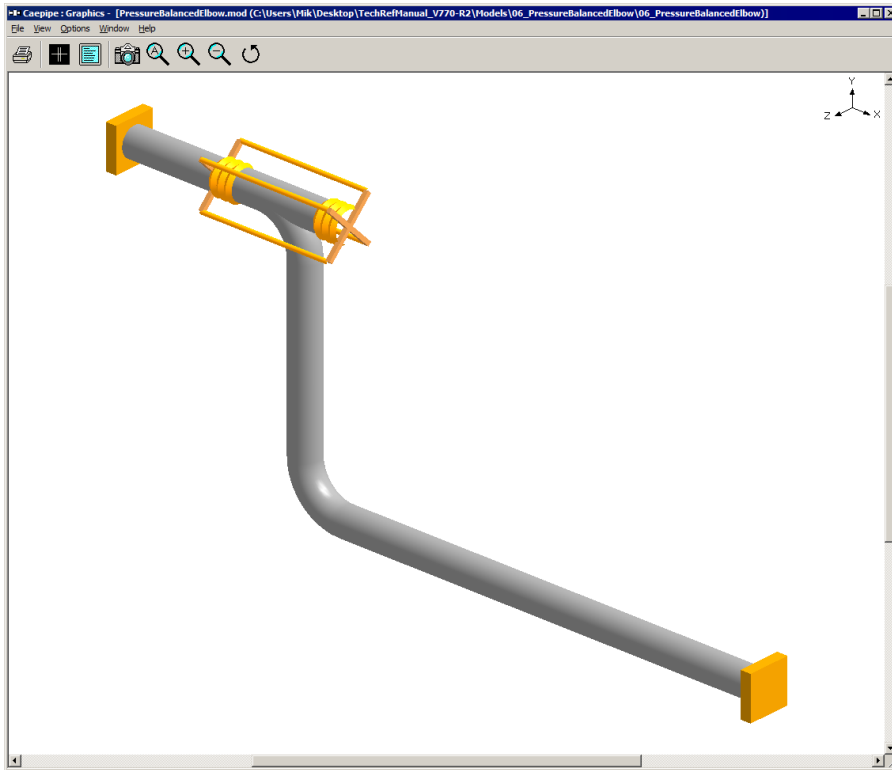 Caepipe : Graphics - [PressureBalancedElbow.mod (C:\Users\Mik\Desktop\TechRefManual_V770-R2\Models\06_PressureBalancedElbow\06_PressureBalancedElbow)]
File View Options Window Help
A
Y
Z X